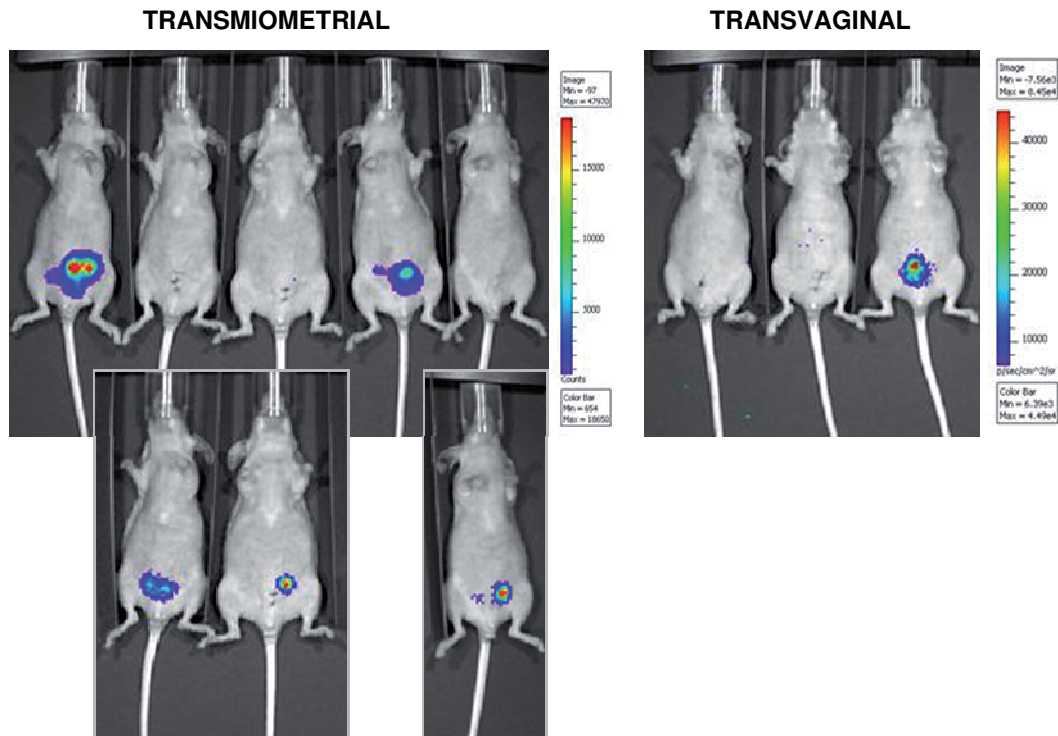 TRANSMIOMETRIAL
TRANSVAGINAL
Image
Min = -97
Max = 47970
15000
10000
5000
Counts
Color Bar
Min = 654
Max = 18650
Image
Min = -7.56e3
Max = 8.45e4
40000
30000
20000
10000
p/sec/cm^2/sr
Color Bar
Min = 6.39e3
Max = 4.49e4